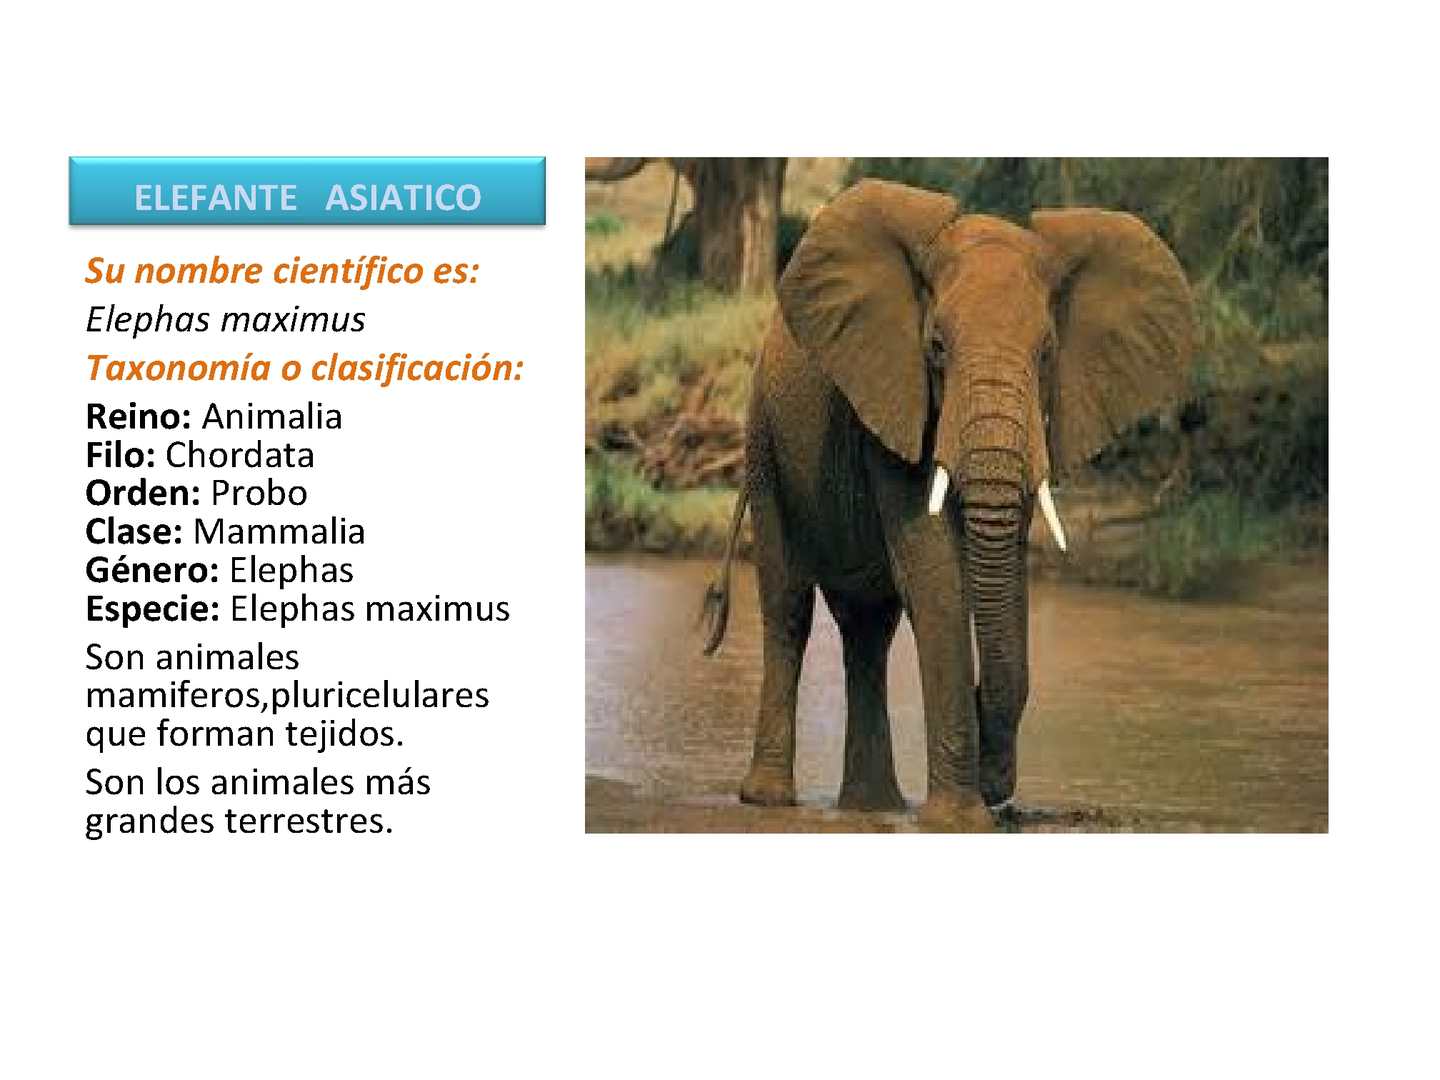 ELEFANTE ASIATICO
Su nombre científico es:
Elephas maximus
Taxonomía o clasificación:
Reino: Animalia
Filo: Chordata
Orden: Probo
Clase: Mammalia
Género: Elephas
Especie: Elephas maximus
Son animales
mamiferos,pluricelulares
que forman tejidos.
Son los animales más
grandes terrestres.